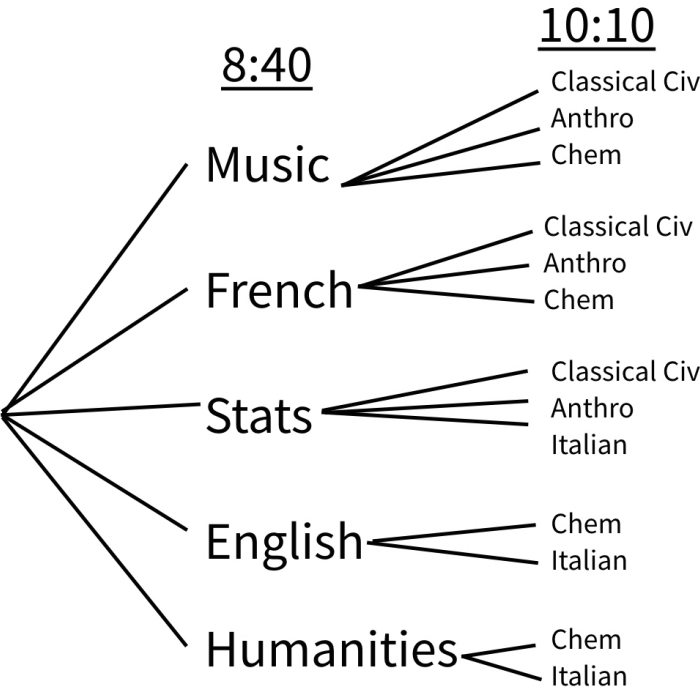 8:40
10:10
Music
Classical Civ
Anthro
Chem
French
Classical Civ
Anthro
Chem
Stats
Classical Civ
Anthro
Italian
English
Chem
Italian
Humanities
Chem
Italian